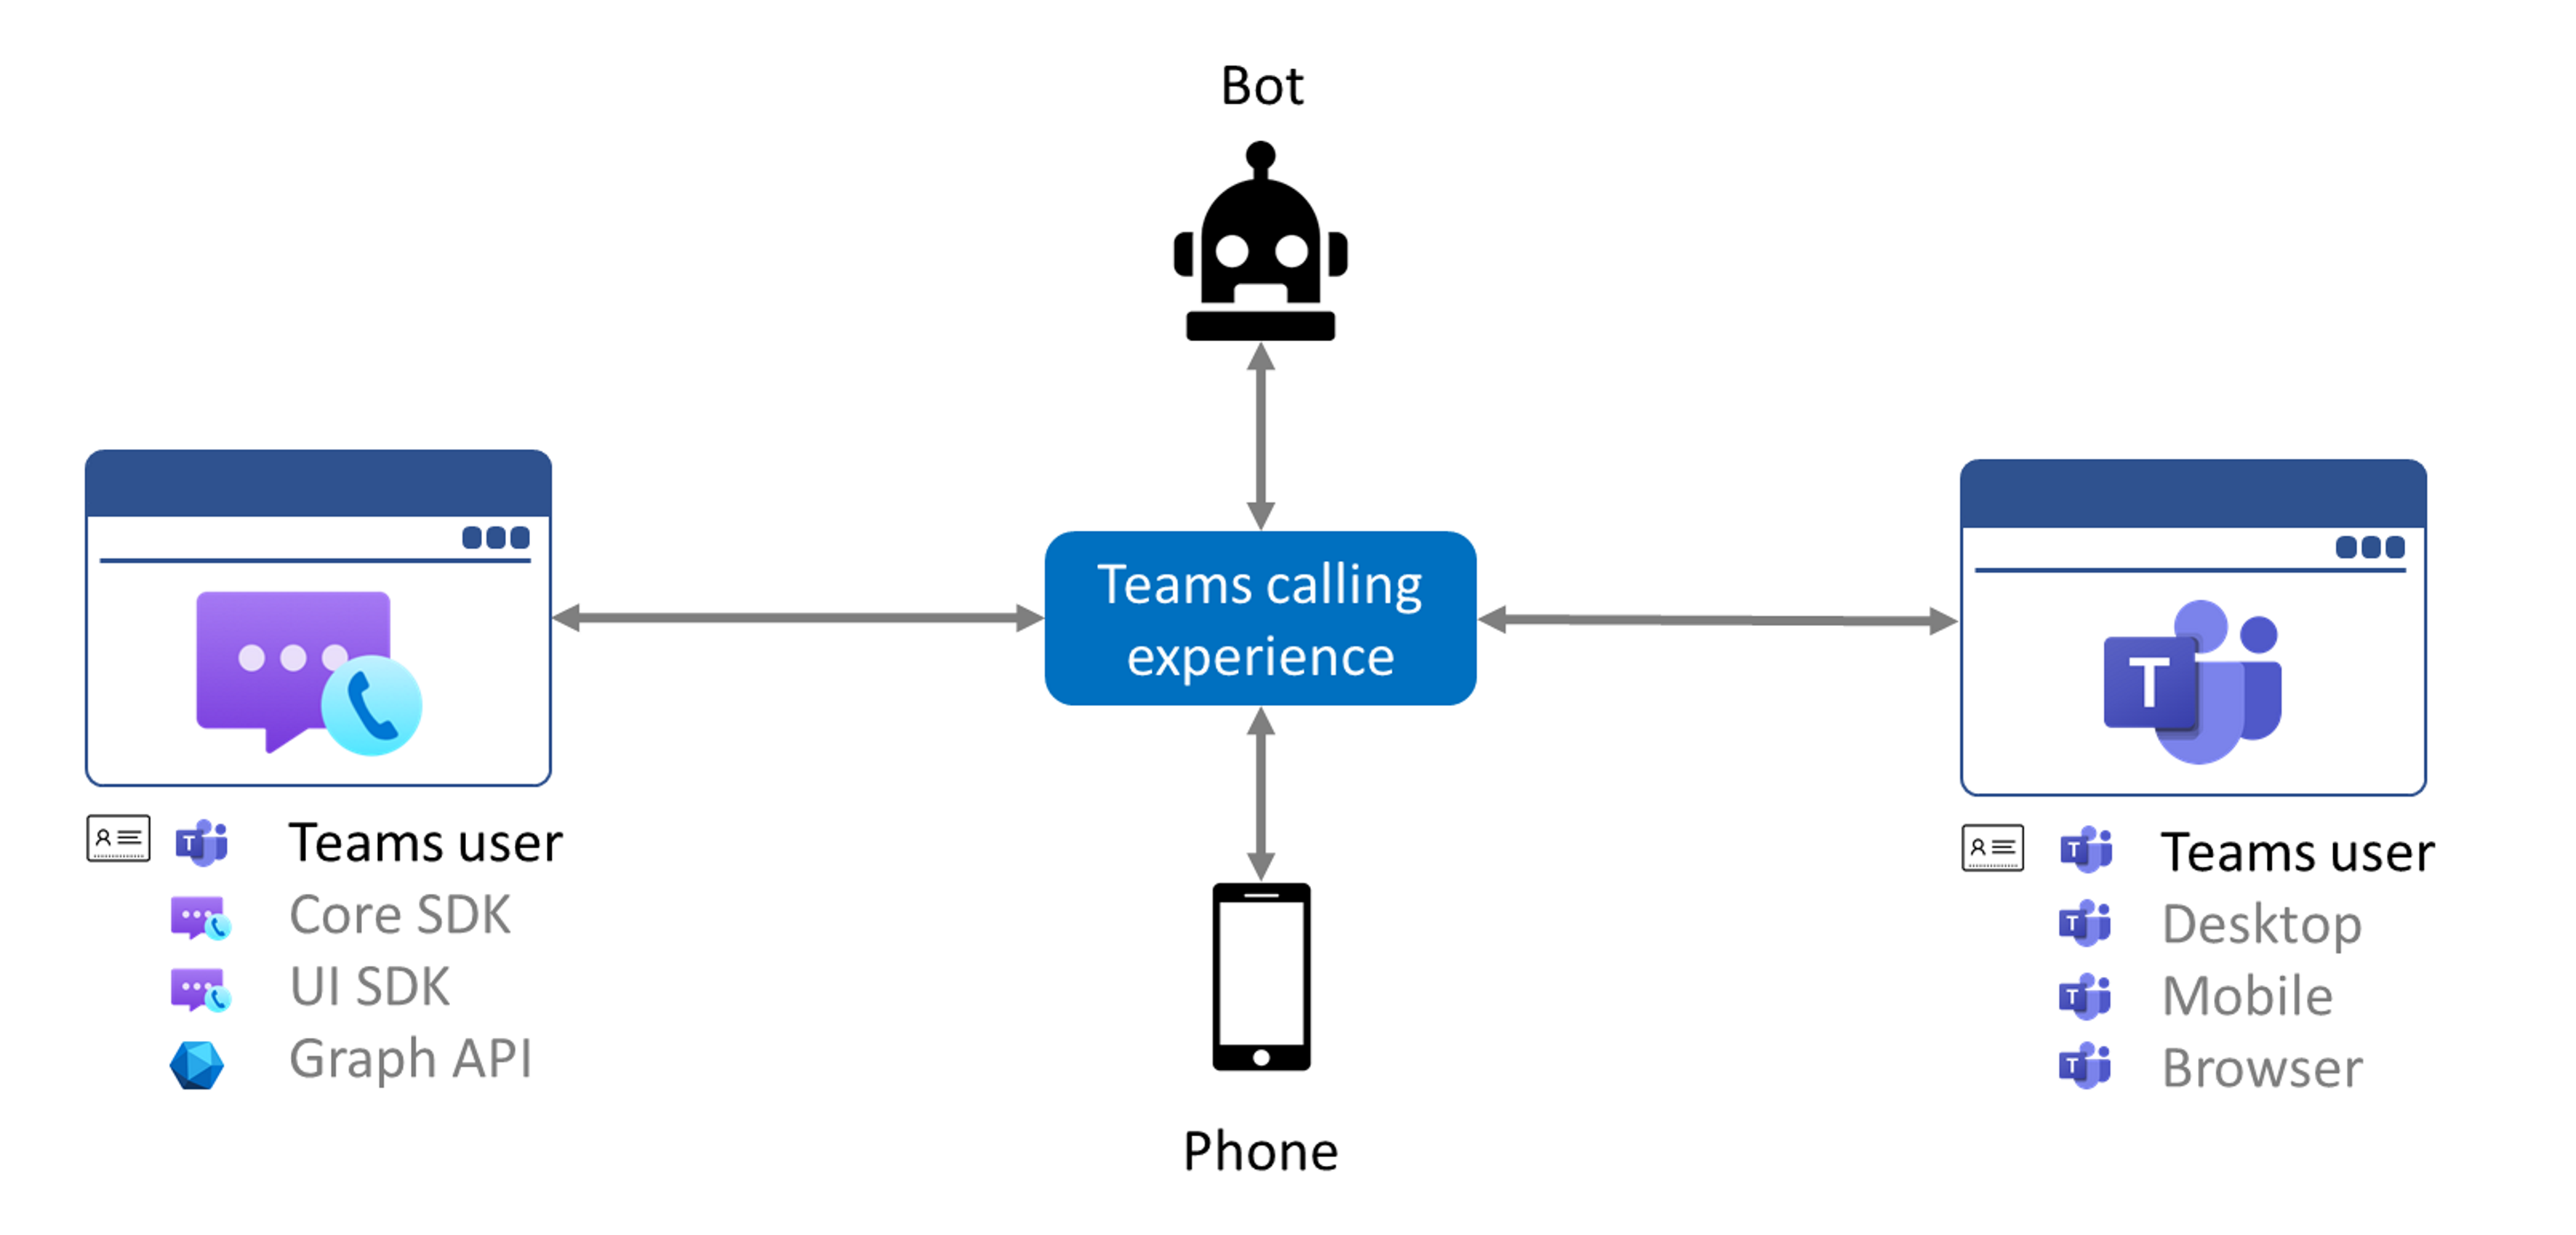 Bot
Teams calling
experience
T
Teams user
Core SDK
UI SDK
Graph API
Teams user
Desktop
Mobile
Browser
Phone